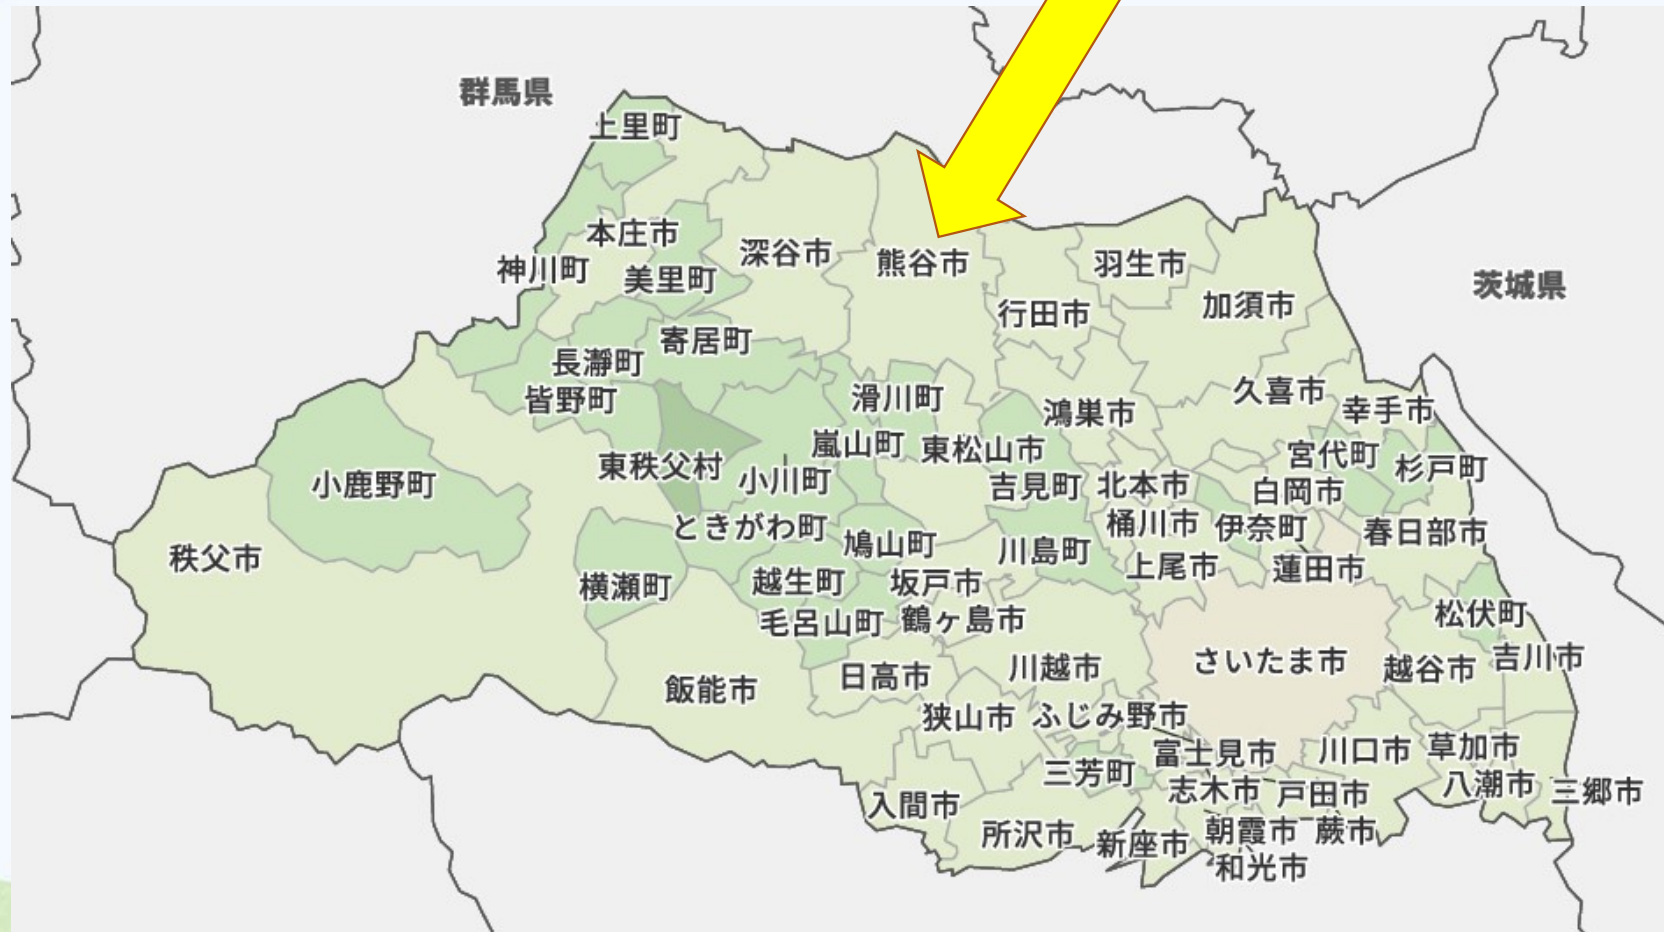 群馬県
上里町
本庄市
神川町
美里町
深谷市
熊谷市
羽生市
行田市
加須市
茨城県
長瀞町
寄居町
皆野町
滑川町
鴻巣市
久喜市
幸手市
嵐山町
東松山市
宮代町
杉戸町
小鹿野町
東秩父村
小川町
吉見町
北本市
白岡市
ときがわ町
鳩山町
川島町
桶川市
伊奈町
春日部市
秩父市
横瀬町
越生町
坂戸市
上尾市
蓮田市
毛呂山町
鶴ヶ島市
松伏町
飯能市
日高市
川越市
さいたま市
越谷市
吉川市
狭山市
ふじみ野市
富士見市
川口市
草加市
三芳町
志木市
戸田市
八潮市
三郷市
入間市
所沢市
新座市
朝霞市
蕨市
和光市